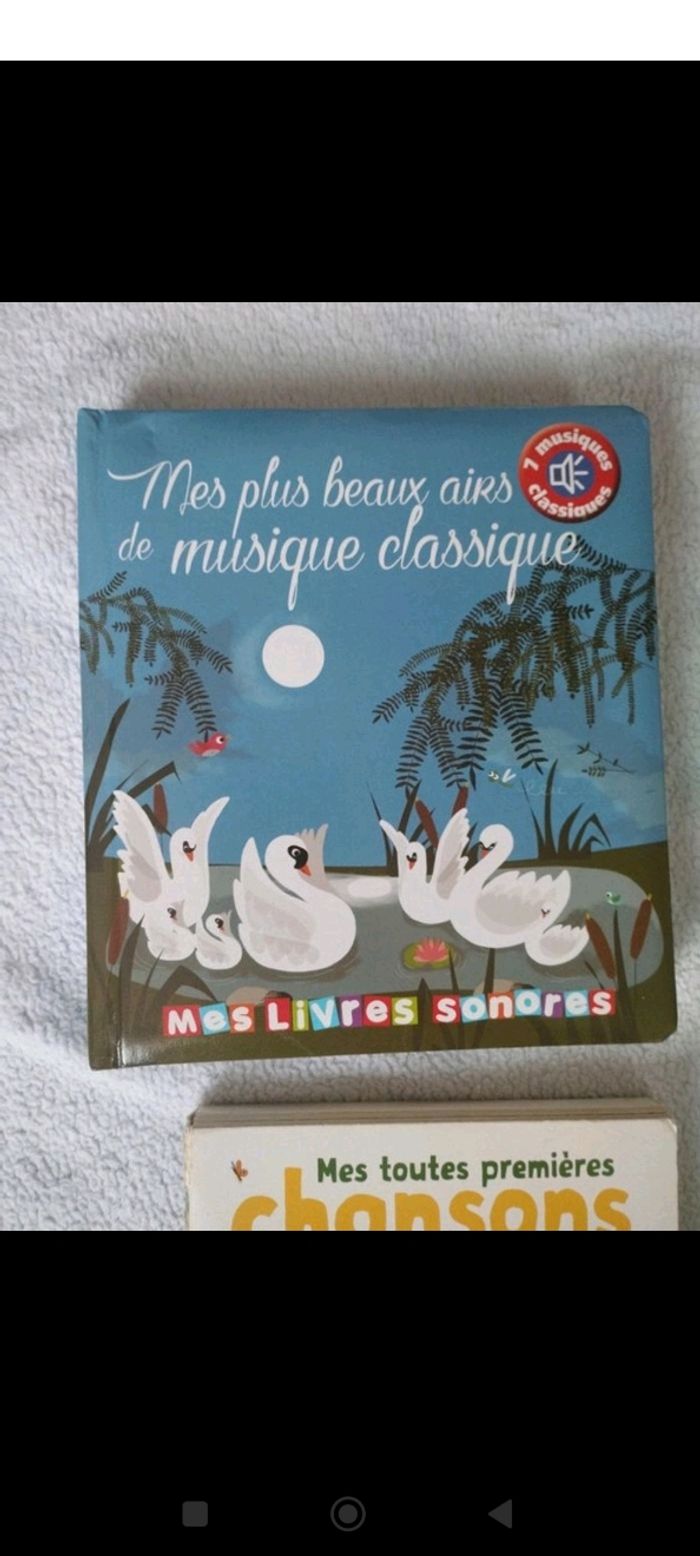 Mes plus beaux airs
de musique classique
7 musiques
classiques
Mes Livres sonores
Mes toutes premières
chansons